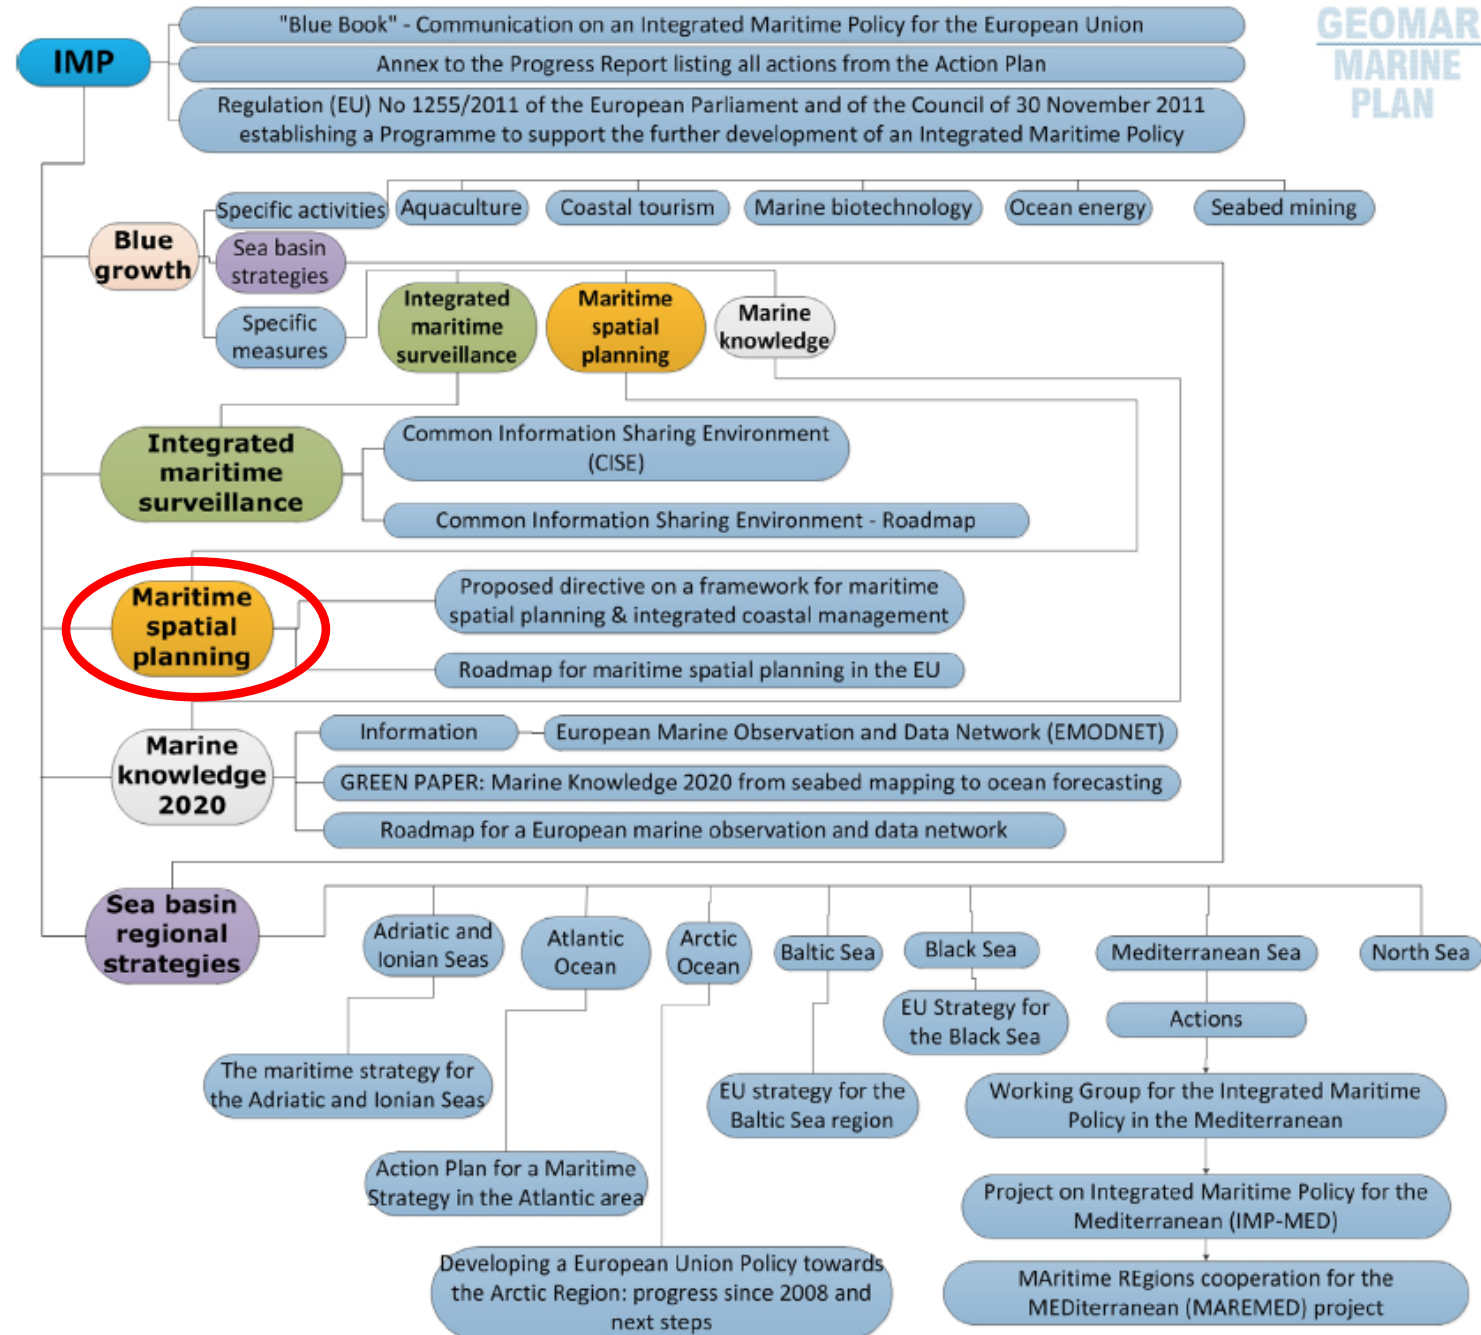 GEOMAR
MARINE
PLAN
IMP
"Blue Book" - Communication on an Integrated Maritime Policy for the European Union
Annex to the Progress Report listing all actions from the Action Plan
Regulation (EU) No 1255/2011 of the European Parliament and of the Council of 30 November 2011
establishing a Programme to support the further development of an Integrated Maritime Policy
Blue
growth
Specific activities
Aquaculture
Coastal tourism
Marine biotechnology
Ocean energy
Seabed mining
Sea basin
strategies
Specific
measures
Integrated
maritime
surveillance
Maritime
spatial
planning
Marine
knowledge
Integrated
maritime
surveillance
Common Information Sharing Environment
(CISE)
Common Information Sharing Environment - Roadmap
Maritime
spatial
planning
Proposed directive on a framework for maritime
spatial planning & integrated coastal management
Roadmap for maritime spatial planning in the EU
Marine
knowledge
2020
Information
European Marine Observation and Data Network (EMODNET)
GREEN PAPER: Marine Knowledge 2020 from seabed mapping to ocean forecasting
Roadmap for a European marine observation and data network
Sea basin
regional
strategies
Adriatic and
Ionian Seas
Atlantic
Ocean
Arctic
Ocean
Baltic Sea
Black Sea
Mediterranean Sea
North Sea
The maritime strategy for
the Adriatic and Ionian Seas
Action Plan for a Maritime
Strategy in the Atlantic area
Developing a European Union Policy towards
the Arctic Region: progress since 2008 and
next steps
EU strategy for the
Baltic Sea region
EU Strategy for
the Black Sea
Actions
Working Group for the Integrated Maritime
Policy in the Mediterranean
Project on Integrated Maritime Policy for the
Mediterranean (IMP-MED)
MAritime REgions cooperation for the
MEDiterranean (MAREMED) project